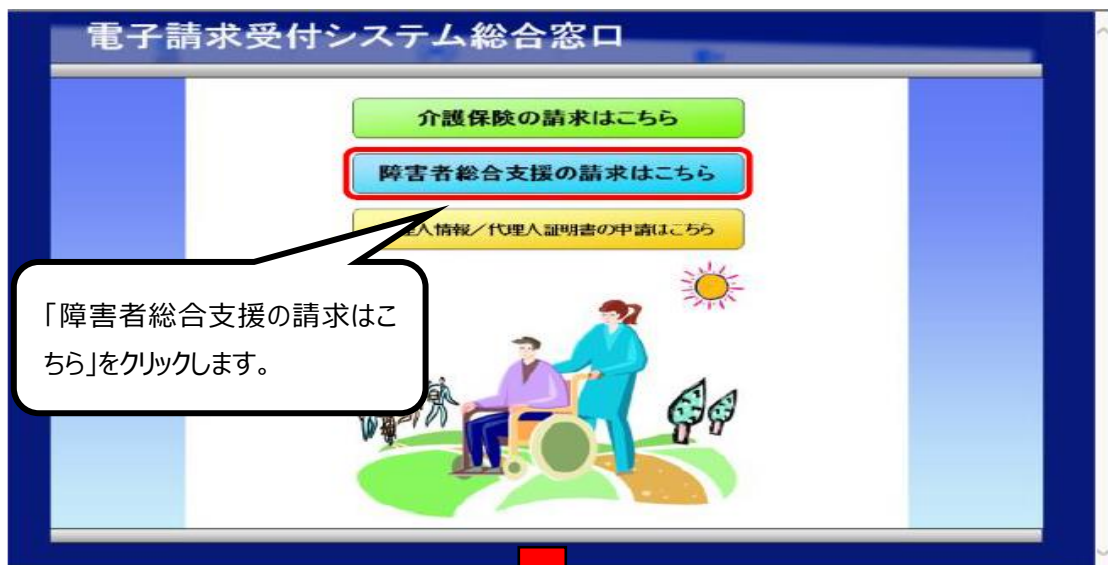 電子請求受付システム総合窓口
介護保険の請求はこちら
障害者総合支援の請求はこちら
理人情報／代理人証明書の申請はこちら
「障害者総合支援の請求はこ
ちら」をクリックします。